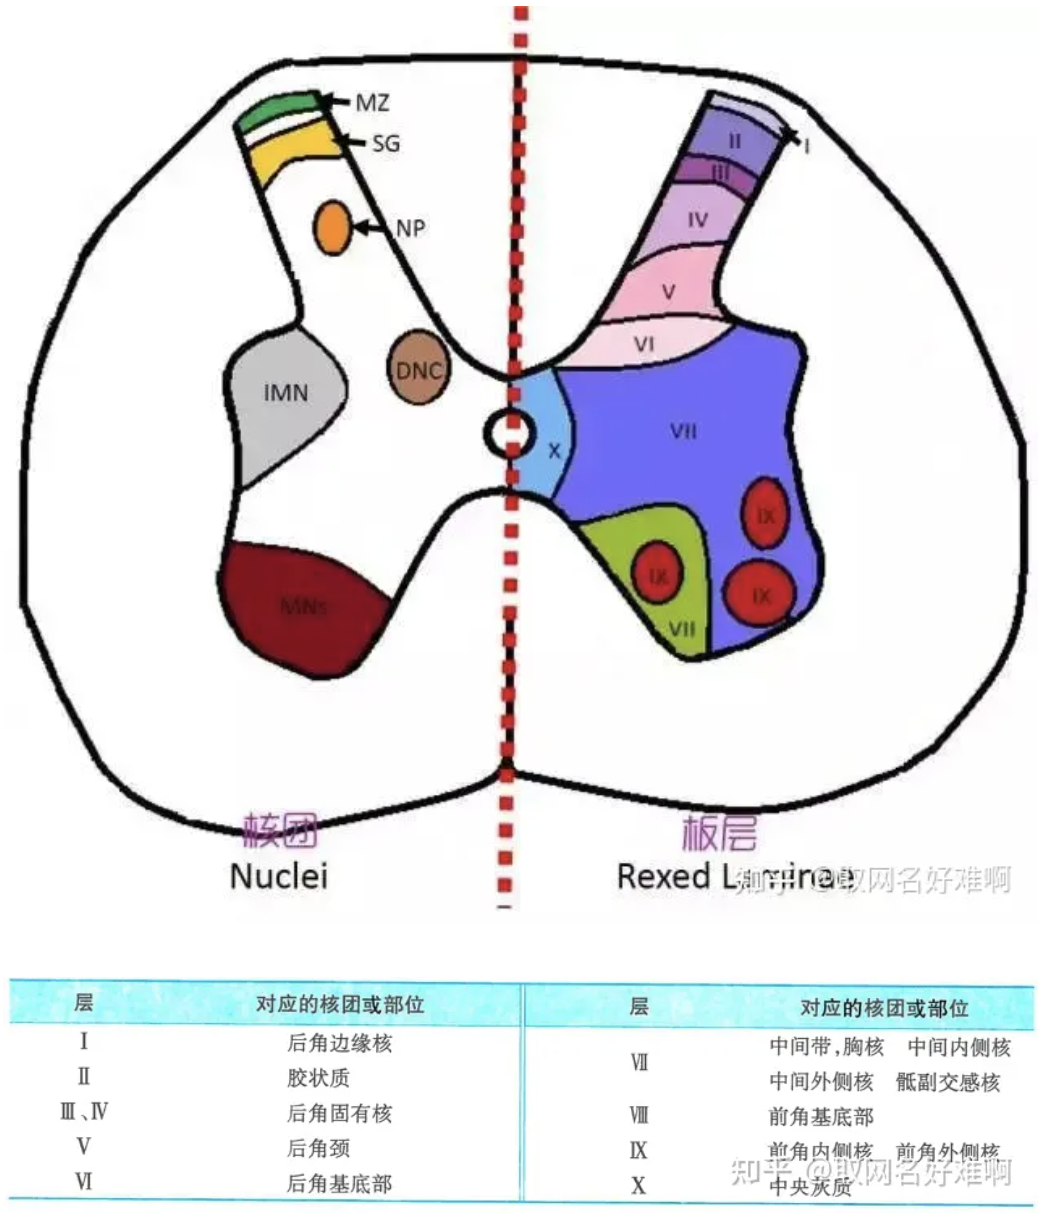 MZ
SG
NP
IMN
DNC
MNs
I
II
III
IV
V
VI
VII
X
IX
IX
IX
VII
核团
Nuclei
板层
Rexed Laminae
知乎 @取网名好难啊
层 对应的核团或部位 层 对应的核团或部位
Ⅰ 后角边缘核
Ⅱ 胶状质
Ⅲ、Ⅳ 后角固有核
Ⅴ 后角颈
Ⅵ 后角基底部
Ⅶ 中间带,胸核 中间内侧核
中间外侧核 骶副交感核
Ⅷ 前角基底部
Ⅸ 前角内侧核 前角外侧核
Ⅹ 中央灰质
知乎 @取网名好难啊